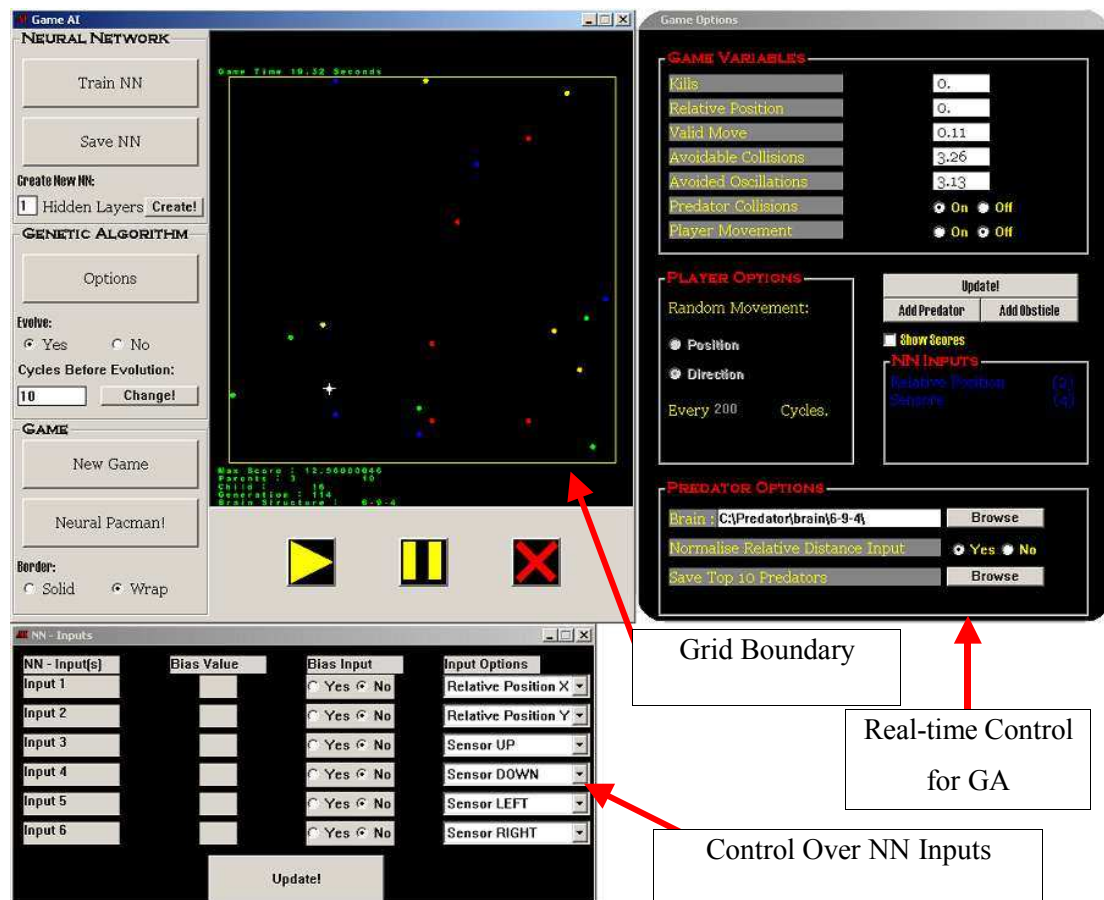 Game AI
NEURAL NETWORK
Train NN
Save NN
Create New NN:
1 Hidden Layers Create!
GENETIC ALGORITHM
Options
Evolve:
Yes No
Cycles Before Evolution:
10 Change!
GAME
New Game
Neural Pacman!
Border:
Solid Wrap
Game Time 19.32 Seconds
Max Score : 12.96000046
Parents : 3 10
Child : 16
Generation : 114
Brain Structure : 6-9-4
Game Options
GAME VARIABLES
Kills 0.
Relative Position 0.
Valid Move 0.11
Avoidable Collisions 3.26
Avoided Oscillations 3.13
Predator Collisions On Off
Player Movement On Off
PLAYER OPTIONS
Random Movement:
Position
Direction
Every 200 Cycles.
Update!
Add Predator Add Obsticle
Show Scores
NN INPUTS
Relative Position (2)
Sensors (4)
PREDATOR OPTIONS
Brain : C:\Predator\brain\6-9-4\ Browse
Normalise Relative Distance Input Yes No
Save Top 10 Predators Browse
NN - Inputs
NN - Input[s] Bias Value Bias Input Input Options
Input 1 Yes No Relative Position X
Input 2 Yes No Relative Position Y
Input 3 Yes No Sensor UP
Input 4 Yes No Sensor DOWN
Input 5 Yes No Sensor LEFT
Input 6 Yes No Sensor RIGHT
Update!
Grid Boundary
Real-time Control
for GA
Control Over NN Inputs